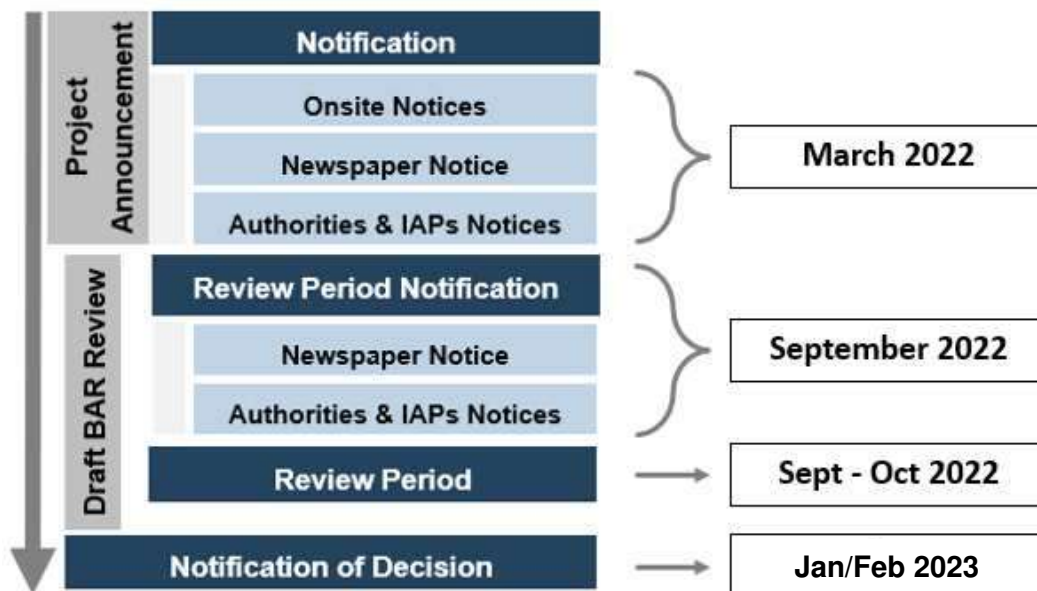 Project
Announcement
Notification
Onsite Notices
Newspaper Notice
Authorities & IAPs Notices
March 2022
Draft BAR Review
Review Period Notification
Newspaper Notice
Authorities & IAPs Notices
September 2022
Review Period
Sept - Oct 2022
Notification of Decision
Jan/Feb 2023